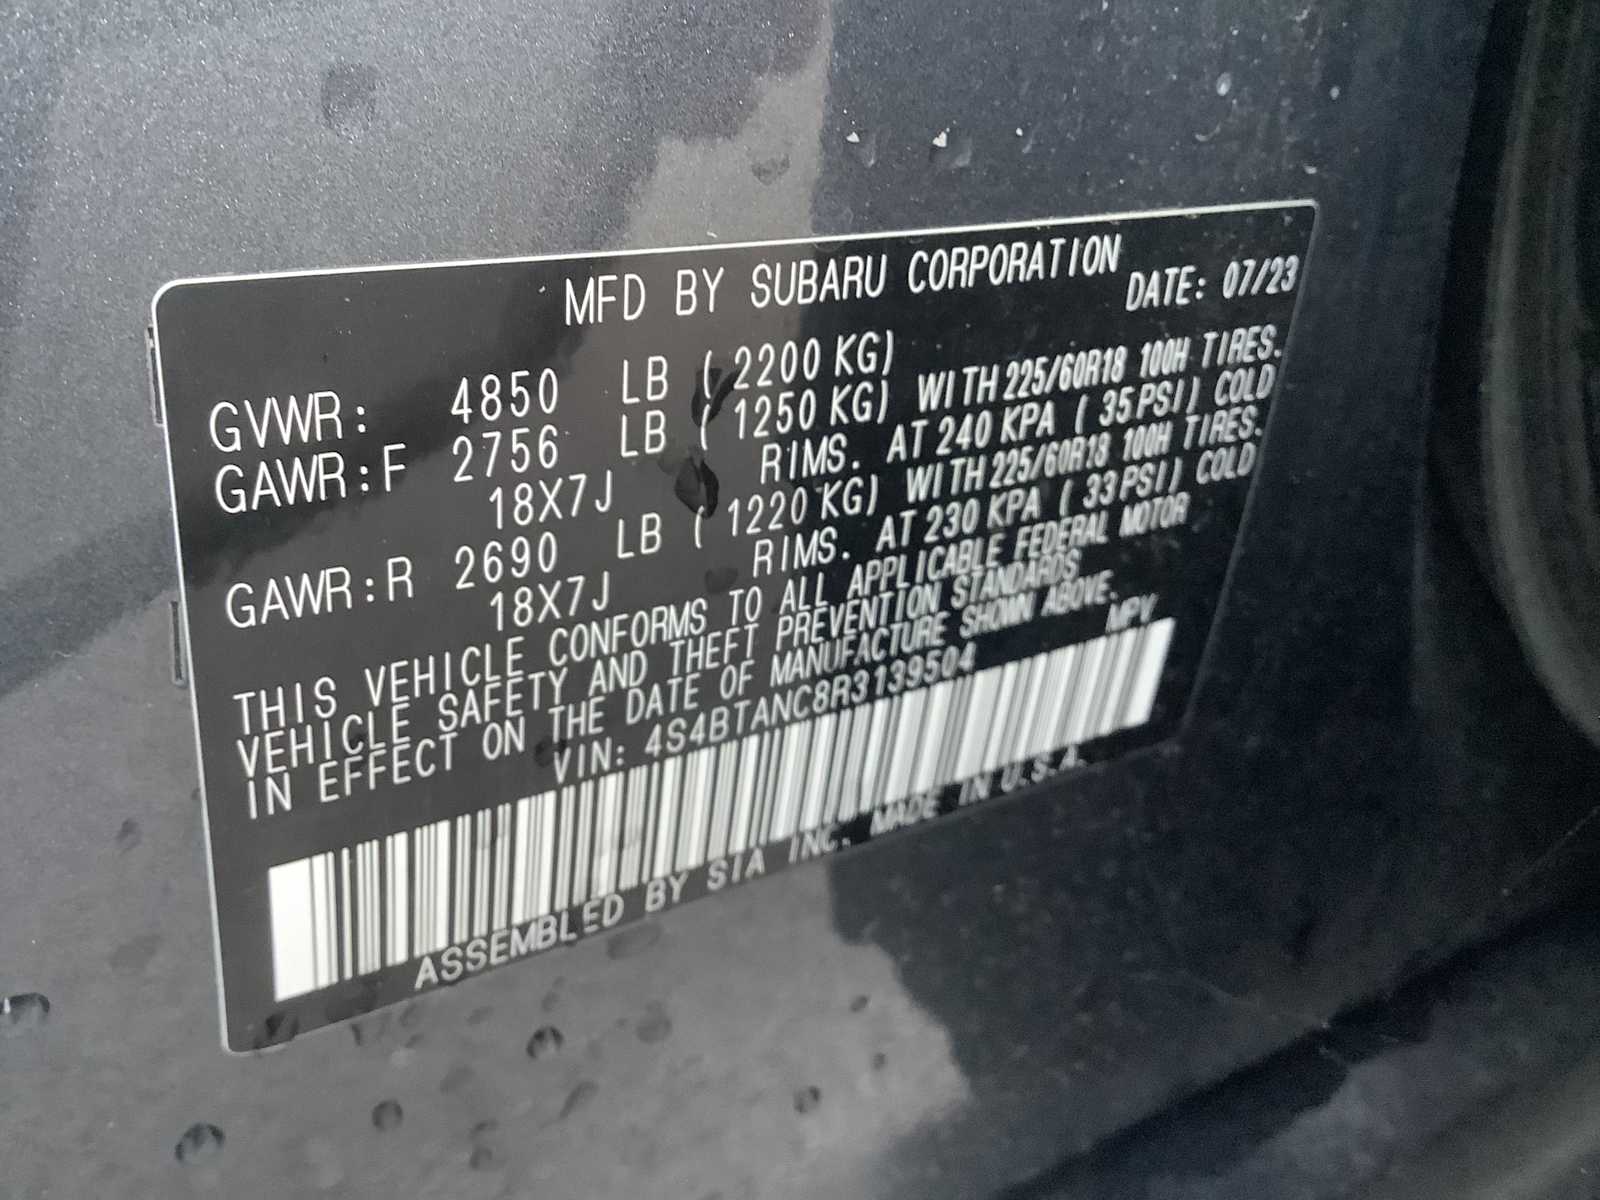 MFD BY SUBARU CORPORATION
DATE: 07/23
GVWR: 4850 LB ( 2200 KG)
GAWR:F 2756 LB ( 1250 KG) WITH 225/60R18 100H TIRES.
18X7J RIMS. AT 240 KPA ( 35PSI) COLD
GAWR:R 2690 LB ( 1220 KG) WITH 225/60R18 100H TIRES.
18X7J RIMS. AT 230 KPA ( 33PSI) COLD
THIS VEHICLE CONFORMS TO ALL APPLICABLE FEDERAL MOTOR
VEHICLE SAFETY AND THEFT PREVENTION STANDARDS
IN EFFECT ON THE DATE OF MANUFACTURE SHOWN ABOVE.
VIN: 4S4BTANC8R3139504 MPV
ASSEMBLED BY SIA INC. MADE IN U.S.A.